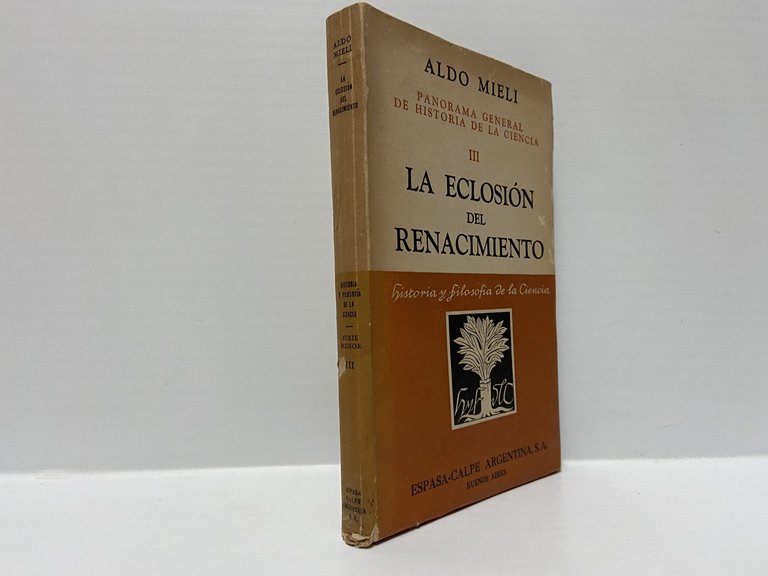 ALDO
MIELI
LA
ECLOSIÓN
DEL
RENACIMIENTO
HISTORIA
Y FILOSOFIA
DE LA
CIENCIA
SERIE
MENOR
III
ESPASA
CALPE
ARGENTINA
S. A.
ALDO MIELI
PANORAMA GENERAL
DE HISTORIA DE LA CIENCIA
III
LA ECLOSIÓN
DEL
RENACIMIENTO
Historia y Filosofía de la Ciencia
ESPASA-CALPE ARGENTINA, S. A.
BUENOS AIRES